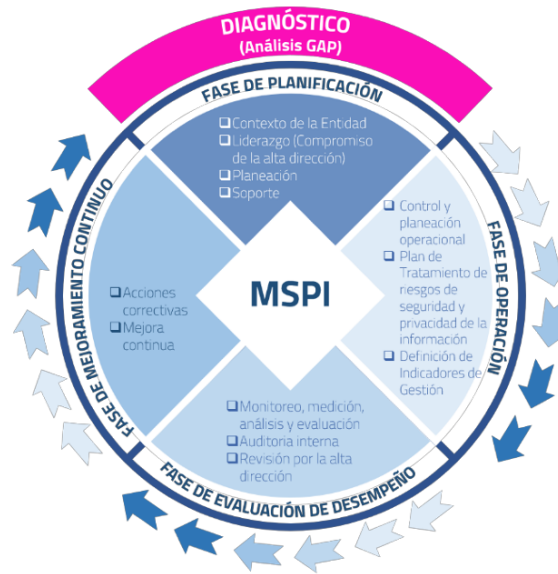 DIAGNÓSTICO
(Análisis GAP)
FASE DE PLANIFICACIÓN
❑Contexto de la Entidad
❑Liderazgo (Compromiso
de la alta dirección)
❑Planeación
❑Soporte
FASE DE OPERACIÓN
❑ Control y
planeación
operacional
❑ Plan de
Tratamiento de
riesgos de
seguridad y
privacidad de la
información
❑ Definición de
Indicadores de
Gestión
MSPI
FASE DE MEJORAMIENTO CONTINUO
❑Acciones
correctivas
❑Mejora
continua
❑Monitoreo, medición,
análisis y evaluación
❑Auditoria interna
❑Revisión por la alta
dirección
FASE DE EVALUACIÓN DE DESEMPEÑO